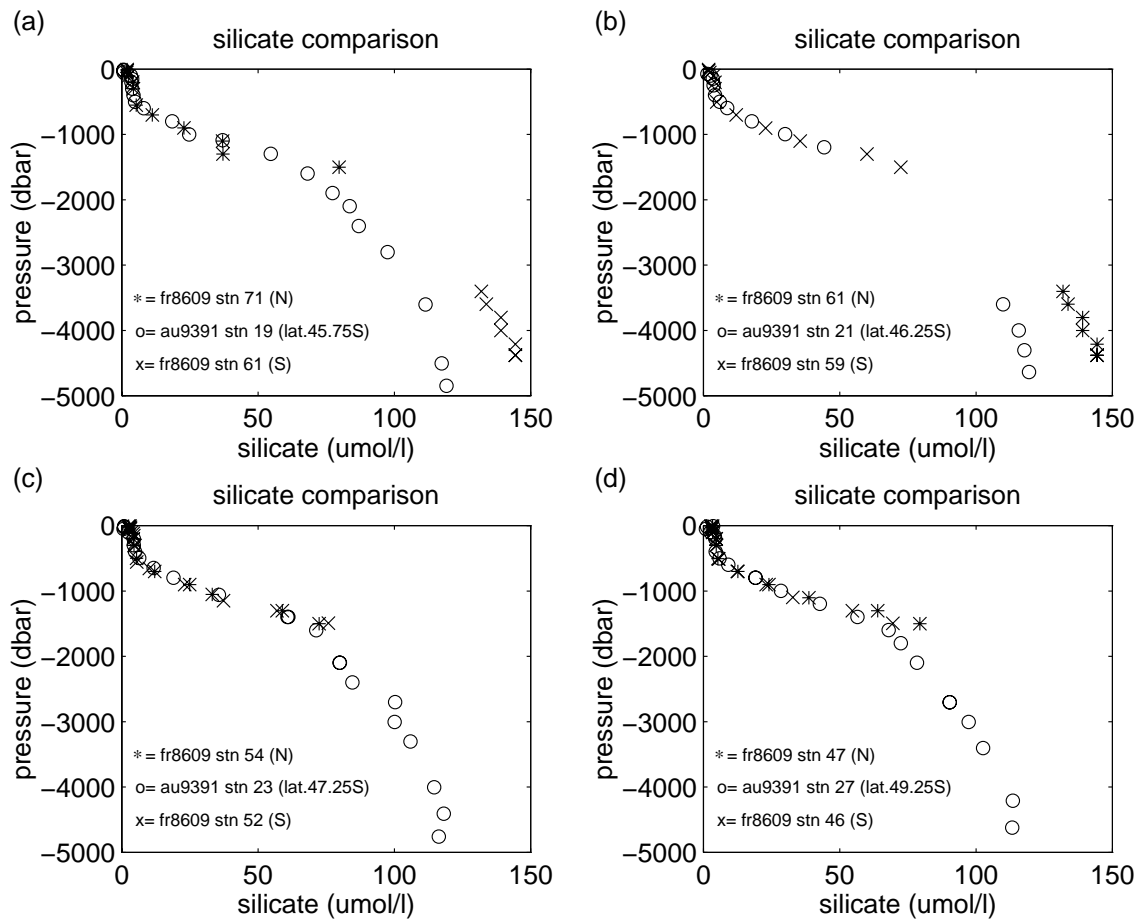 (a)
silicate comparison
0
−1000
−2000
−3000
−4000
−5000
pressure (dbar)
∗ = fr8609 stn 71 (N)
o= au9391 stn 19 (lat.45.75S)
x= fr8609 stn 61 (S)
0 50 100 150
silicate (umol/l)
(b)
silicate comparison
0
−1000
−2000
−3000
−4000
−5000
pressure (dbar)
∗ = fr8609 stn 61 (N)
o= au9391 stn 21 (lat.46.25S)
x= fr8609 stn 59 (S)
0 50 100 150
silicate (umol/l)
(c)
silicate comparison
0
−1000
−2000
−3000
−4000
−5000
pressure (dbar)
∗ = fr8609 stn 54 (N)
o= au9391 stn 23 (lat.47.25S)
x= fr8609 stn 52 (S)
0 50 100 150
silicate (umol/l)
(d)
silicate comparison
0
−1000
−2000
−3000
−4000
−5000
pressure (dbar)
∗ = fr8609 stn 47 (N)
o= au9391 stn 27 (lat.49.25S)
x= fr8609 stn 46 (S)
0 50 100 150
silicate (umol/l)